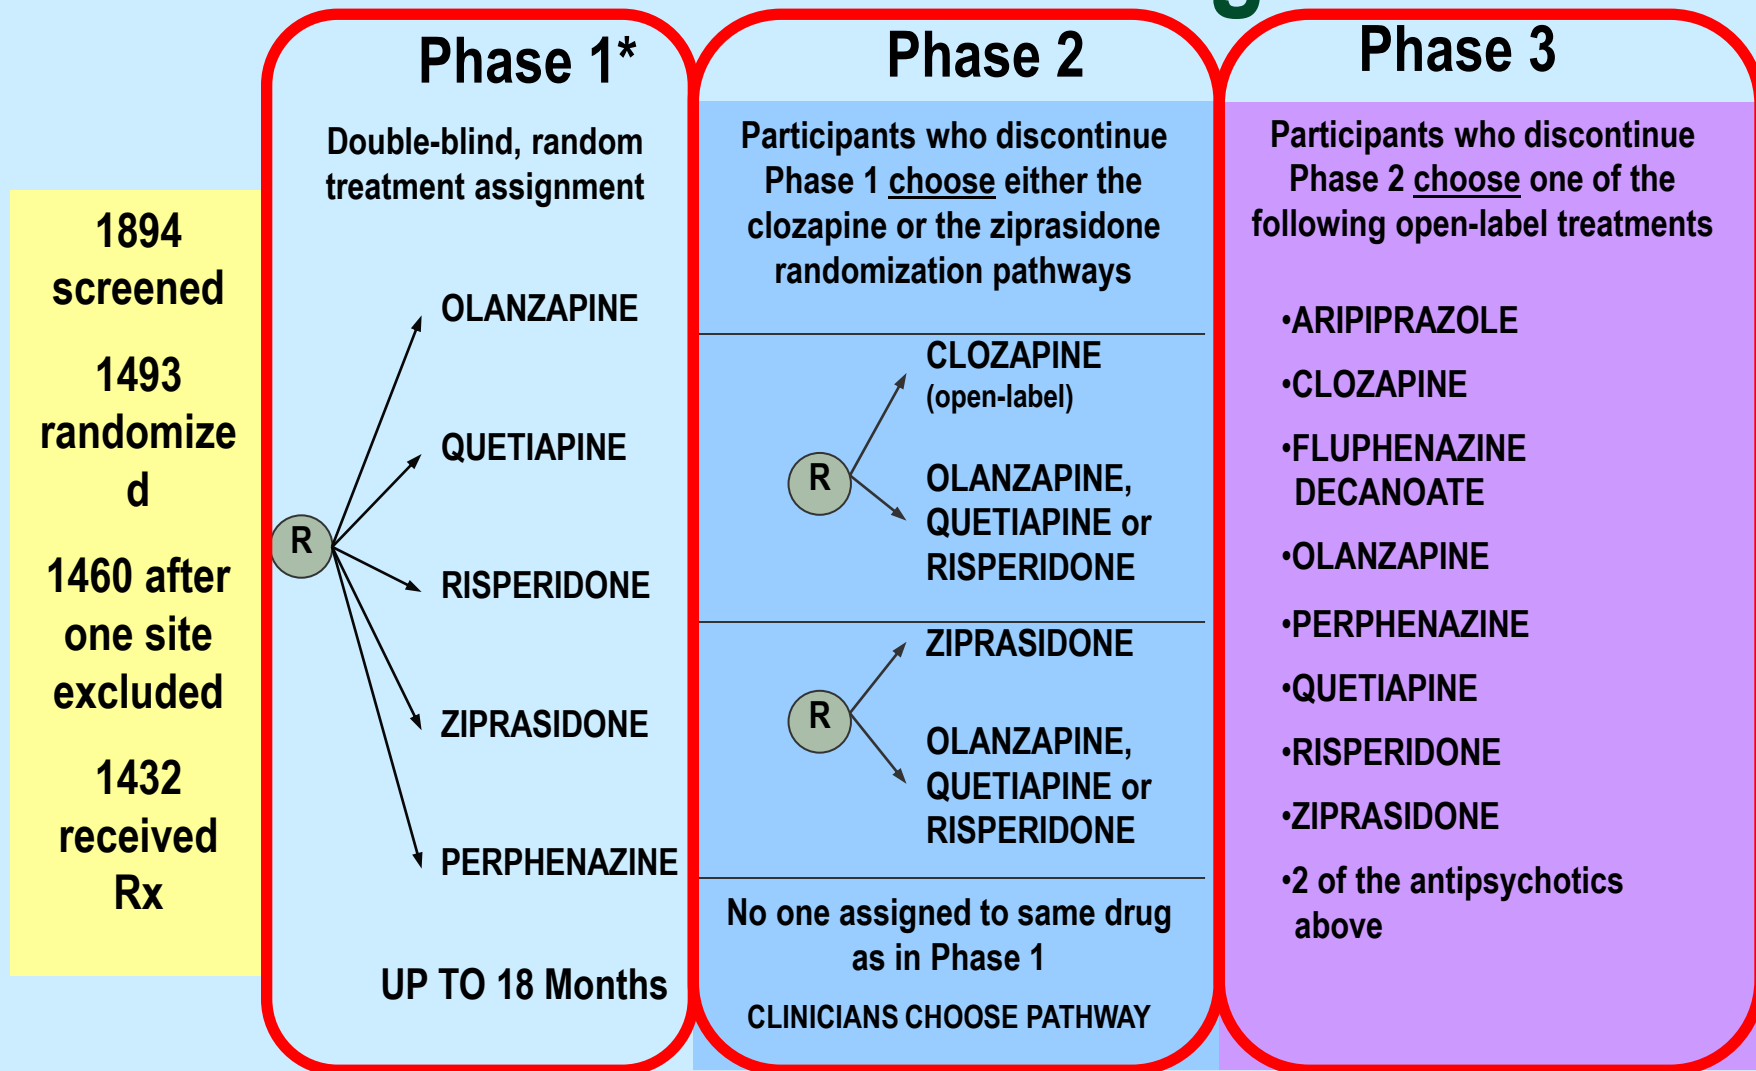 1894
screened
1493
randomize
d
1460 after
one site
excluded
1432
received
Rx
Phase 1*
Double-blind, random
treatment assignment
R
OLANZAPINE
QUETIAPINE
RISPERIDONE
ZIPRASIDONE
PERPHENAZINE
UP TO 18 Months
Phase 2
Participants who discontinue
Phase 1 choose either the
clozapine or the ziprasidone
randomization pathways
R
CLOZAPINE
(open-label)
OLANZAPINE,
QUETIAPINE or
RISPERIDONE
R
ZIPRASIDONE
OLANZAPINE,
QUETIAPINE or
RISPERIDONE
No one assigned to same drug
as in Phase 1
CLINICIANS CHOOSE PATHWAY
Phase 3
Participants who discontinue
Phase 2 choose one of the
following open-label treatments
•ARIPIPRAZOLE
•CLOZAPINE
•FLUPHENAZINE
DECANOATE
•OLANZAPINE
•PERPHENAZINE
•QUETIAPINE
•RISPERIDONE
•ZIPRASIDONE
•2 of the antipsychotics
above